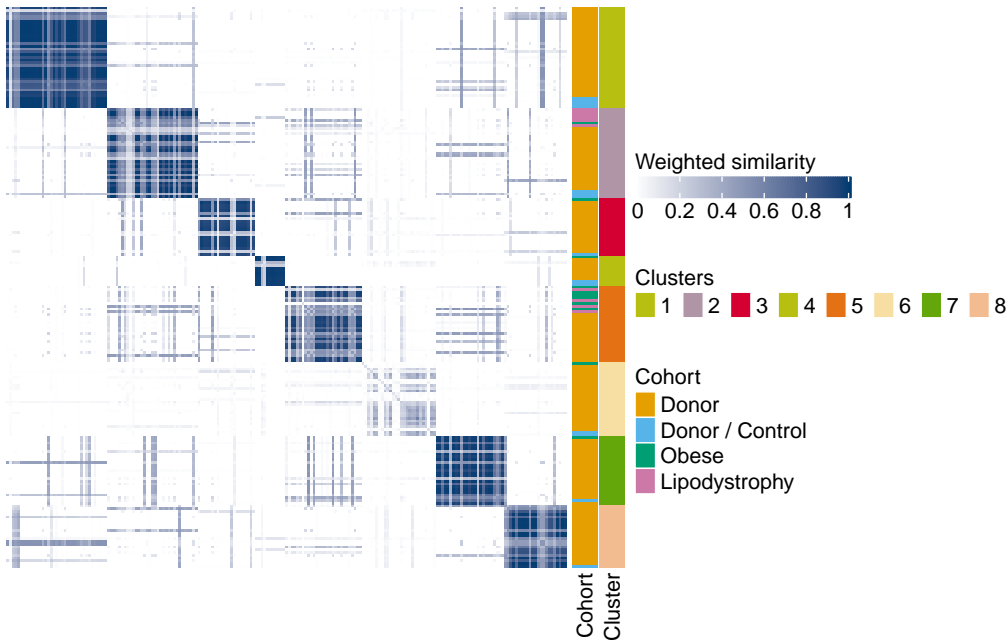 Weighted similarity
0 0.2 0.4 0.6 0.8 1
Clusters
1 2 3 4 5 6 7 8
Cohort
Donor
Donor / Control
Obese
Lipodystrophy
Cohort
Cluster